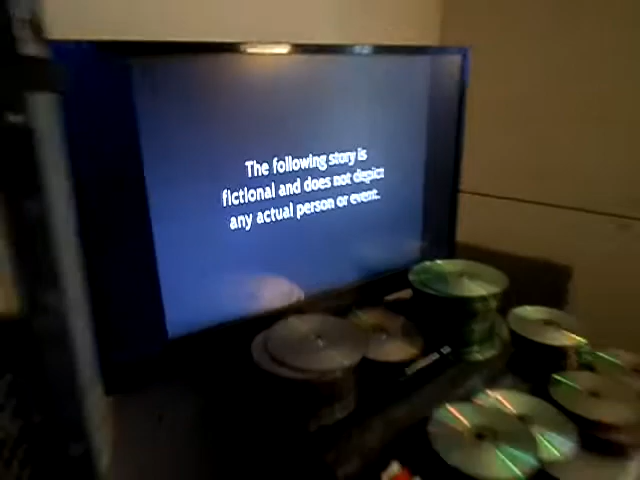 The following story is
fictional and does not depict
any actual person or event.